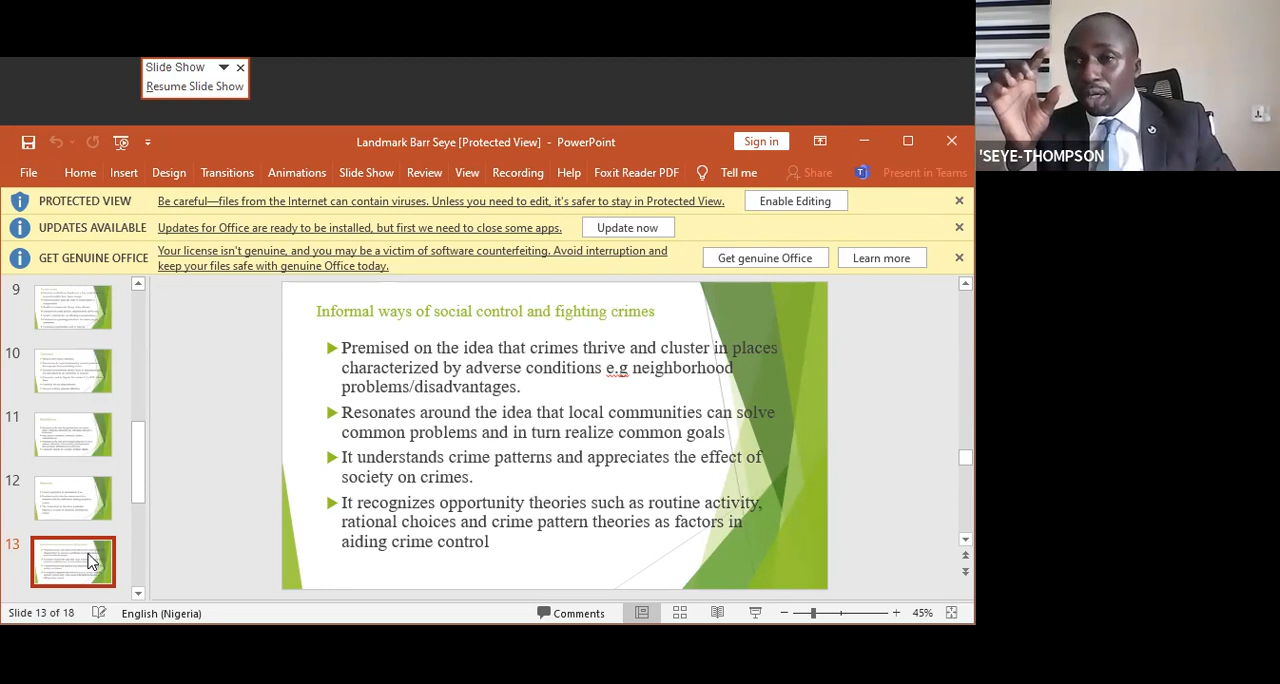 Slide Show
Resume Slide Show
Landmark Barr Seye [Protected View] - PowerPoint
Sign in
File Home Insert Design Transitions Animations Slide Show Review View Recording Help Foxit Reader PDF Tell me Share Present in Teams
PROTECTED VIEW Be careful—files from the Internet can contain viruses. Unless you need to edit, it's safer to stay in Protected View. Enable Editing
UPDATES AVAILABLE Updates for Office are ready to be installed, but first we need to close some apps. Update now
GET GENUINE OFFICE Your license isn't genuine, and you may be a victim of software counterfeiting. Avoid interruption and
keep your files safe with genuine Office today.
Get genuine Office Learn more
9
10
11
12
13
Informal ways of social control and fighting crimes
Premised on the idea that crimes thrive and cluster in places
characterized by adverse conditions e.g neighborhood
problems/disadvantages.
Resonates around the idea that local communities can solve
common problems and in turn realize common goals
It understands crime patterns and appreciates the effect of
society on crimes.
It recognizes opportunity theories such as routine activity,
rational choices and crime pattern theories as factors in
aiding crime control
Slide 13 of 18 English (Nigeria) Comments 45%
'SEYE-THOMPSON